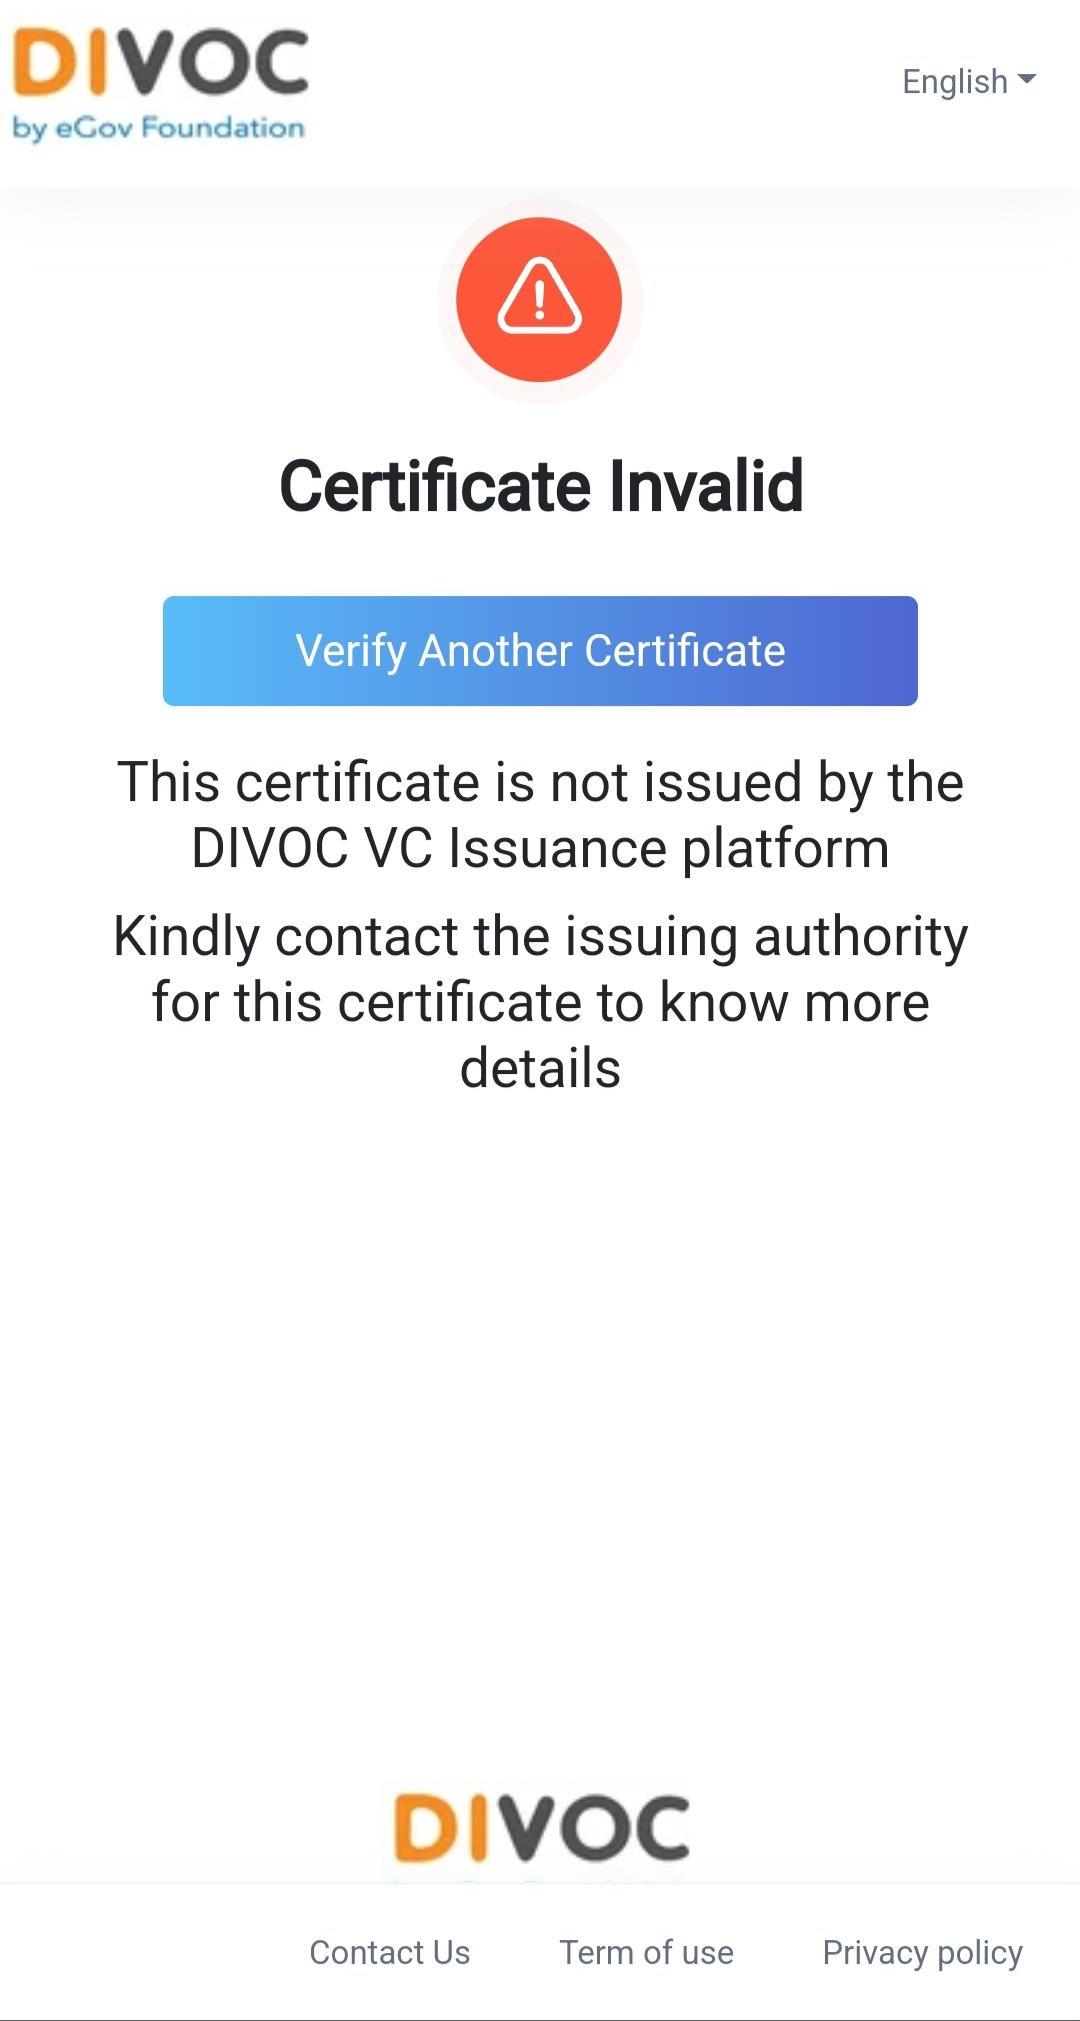 DIVOC
by eGov Foundation
English
Certificate Invalid
Verify Another Certificate
This certificate is not issued by the
DIVOC VC Issuance platform
Kindly contact the issuing authority
for this certificate to know more
details
DIVOC
Contact Us
Term of use
Privacy policy